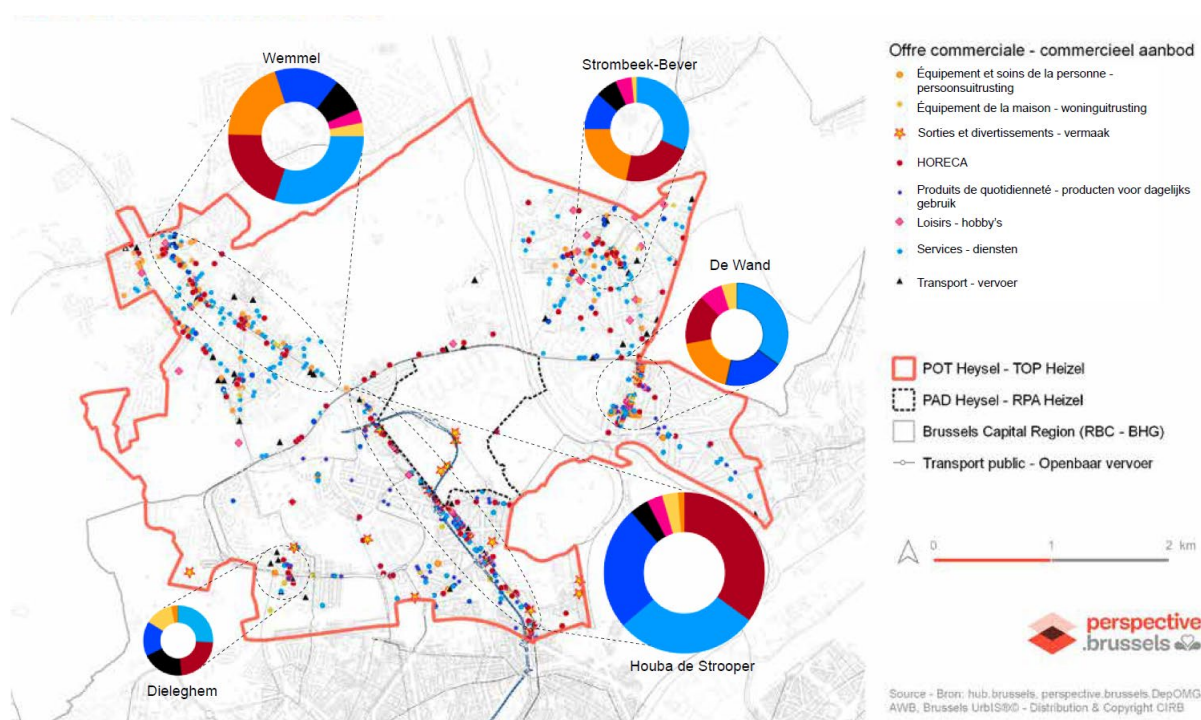 Wemmel
Strombeek-Bever
De Wand
Houba de Strooper
Dieleghem
Offre commerciale - commercieel aanbod
Équipement et soins de la personne -
persoonsuitrusting
Équipement de la maison - woninguitrusting
Sorties et divertissements - vermaak
HORECA
Produits de quotidienneté - producten voor dagelijks
gebruik
Loisirs - hobby's
Services - diensten
Transport - vervoer
POT Heysel - TOP Heizel
PAD Heysel - RPA Heizel
Brussels Capital Region (RBC - BHG)
Transport public - Openbaar vervoer
0 1 2 km
perspective
.brussels
Source - Bron: hub.brussels, perspective.brussels.DepOMG
AWB, Brussels UrbIS®© - Distribution & Copyright CIRB